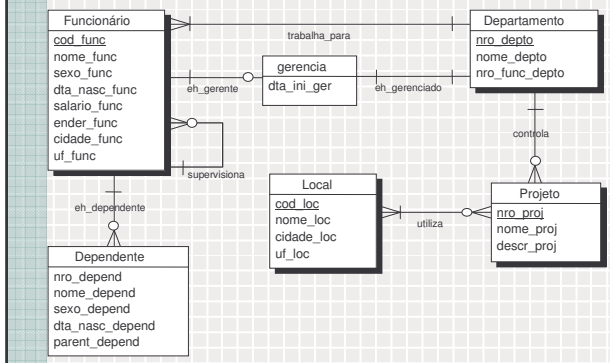 Funcionário
cod_func
nome_func
sexo_func
dta_nasc_func
salario_func
ender_func
cidade_func
uf_func
trabalha_para
Departamento
nro_depto
nome_depto
nro_func_depto
gerencia
dta_ini_ger
eh_gerente
eh_gerenciado
supervisiona
controla
eh_dependente
Local
cod_loc
nome_loc
cidade_loc
uf_loc
utiliza
Projeto
nro_proj
nome_proj
descr_proj
Dependente
nro_depend
nome_depend
sexo_depend
dta_nasc_depend
parent_depend